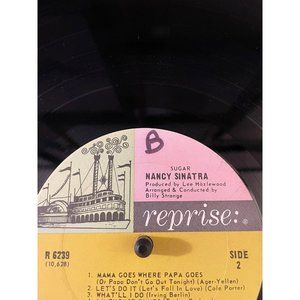 B
SUGAR
NANCY SINATRA
Produced by Lee Hazlewood
Arranged & Conducted by
Billy Strange
reprise:
R 6239
(10,628)
SIDE
2
1. MAMA GOES WHERE PAPA GOES
(Or Papa Don't Go Out Tonight) (Ager-Yellen)
2. LET'S DO IT (Let's Fall In Love) (Cole Porter)
3. WHAT'LL I DO (Irving Berlin)